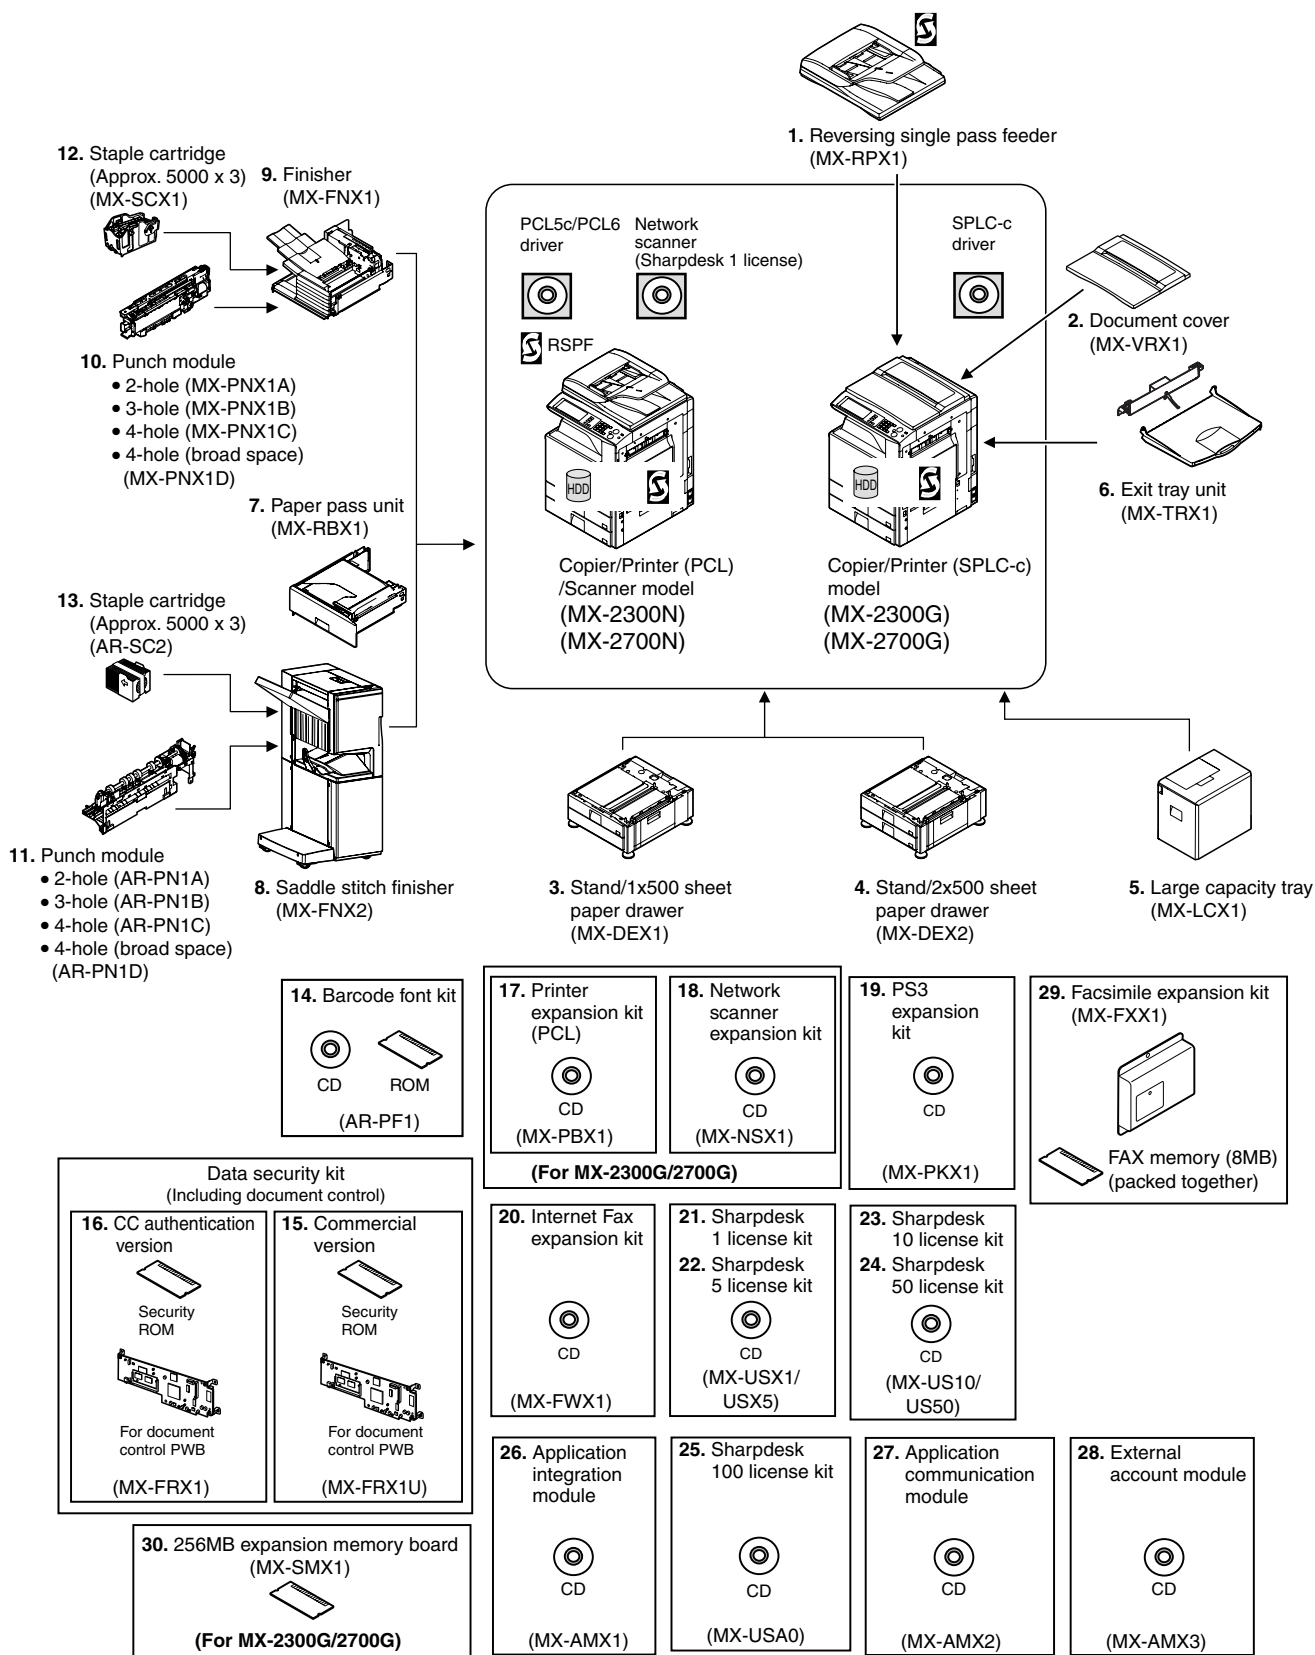 1. Reversing single pass feeder
(MX-RPX1)
12. Staple cartridge
(Approx. 5000 x 3)
(MX-SCX1)
9. Finisher
(MX-FNX1)
10. Punch module
• 2-hole (MX-PNX1A)
• 3-hole (MX-PNX1B)
• 4-hole (MX-PNX1C)
• 4-hole (broad space)
(MX-PNX1D)
7. Paper pass unit
(MX-RBX1)
13. Staple cartridge
(Approx. 5000 x 3)
(AR-SC2)
11. Punch module
• 2-hole (AR-PN1A)
• 3-hole (AR-PN1B)
• 4-hole (AR-PN1C)
• 4-hole (broad space)
(AR-PN1D)
8. Saddle stitch finisher
(MX-FNX2)
PCL5c/PCL6
driver
Network
scanner
(Sharpdesk 1 license)
SPLC-c
driver
RSPF
HDD
HDD
Copier/Printer (PCL)
/Scanner model
(MX-2300N)
(MX-2700N)
Copier/Printer (SPLC-c)
model
(MX-2300G)
(MX-2700G)
2. Document cover
(MX-VRX1)
6. Exit tray unit
(MX-TRX1)
3. Stand/1x500 sheet
paper drawer
(MX-DEX1)
4. Stand/2x500 sheet
paper drawer
(MX-DEX2)
5. Large capacity tray
(MX-LCX1)
14. Barcode font kit
CD
ROM
(AR-PF1)
17. Printer
expansion kit
(PCL)
CD
(MX-PBX1)
18. Network
scanner
expansion kit
CD
(MX-NSX1)
(For MX-2300G/2700G)
19. PS3
expansion
kit
CD
(MX-PKX1)
29. Facsimile expansion kit
(MX-FXX1)
FAX memory (8MB)
(packed together)
Data security kit
(Including document control)
16. CC authentication
version
Security
ROM
For document
control PWB
(MX-FRX1)
15. Commercial
version
Security
ROM
For document
control PWB
(MX-FRX1U)
20. Internet Fax
expansion kit
CD
(MX-FWX1)
21. Sharpdesk
1 license kit
22. Sharpdesk
5 license kit
CD
(MX-USX1/
USX5)
23. Sharpdesk
10 license kit
24. Sharpdesk
50 license kit
CD
(MX-US10/
US50)
30. 256MB expansion memory board
(MX-SMX1)
(For MX-2300G/2700G)
26. Application
integration
module
CD
(MX-AMX1)
25. Sharpdesk
100 license kit
CD
(MX-USA0)
27. Application
communication
module
CD
(MX-AMX2)
28. External
account module
CD
(MX-AMX3)